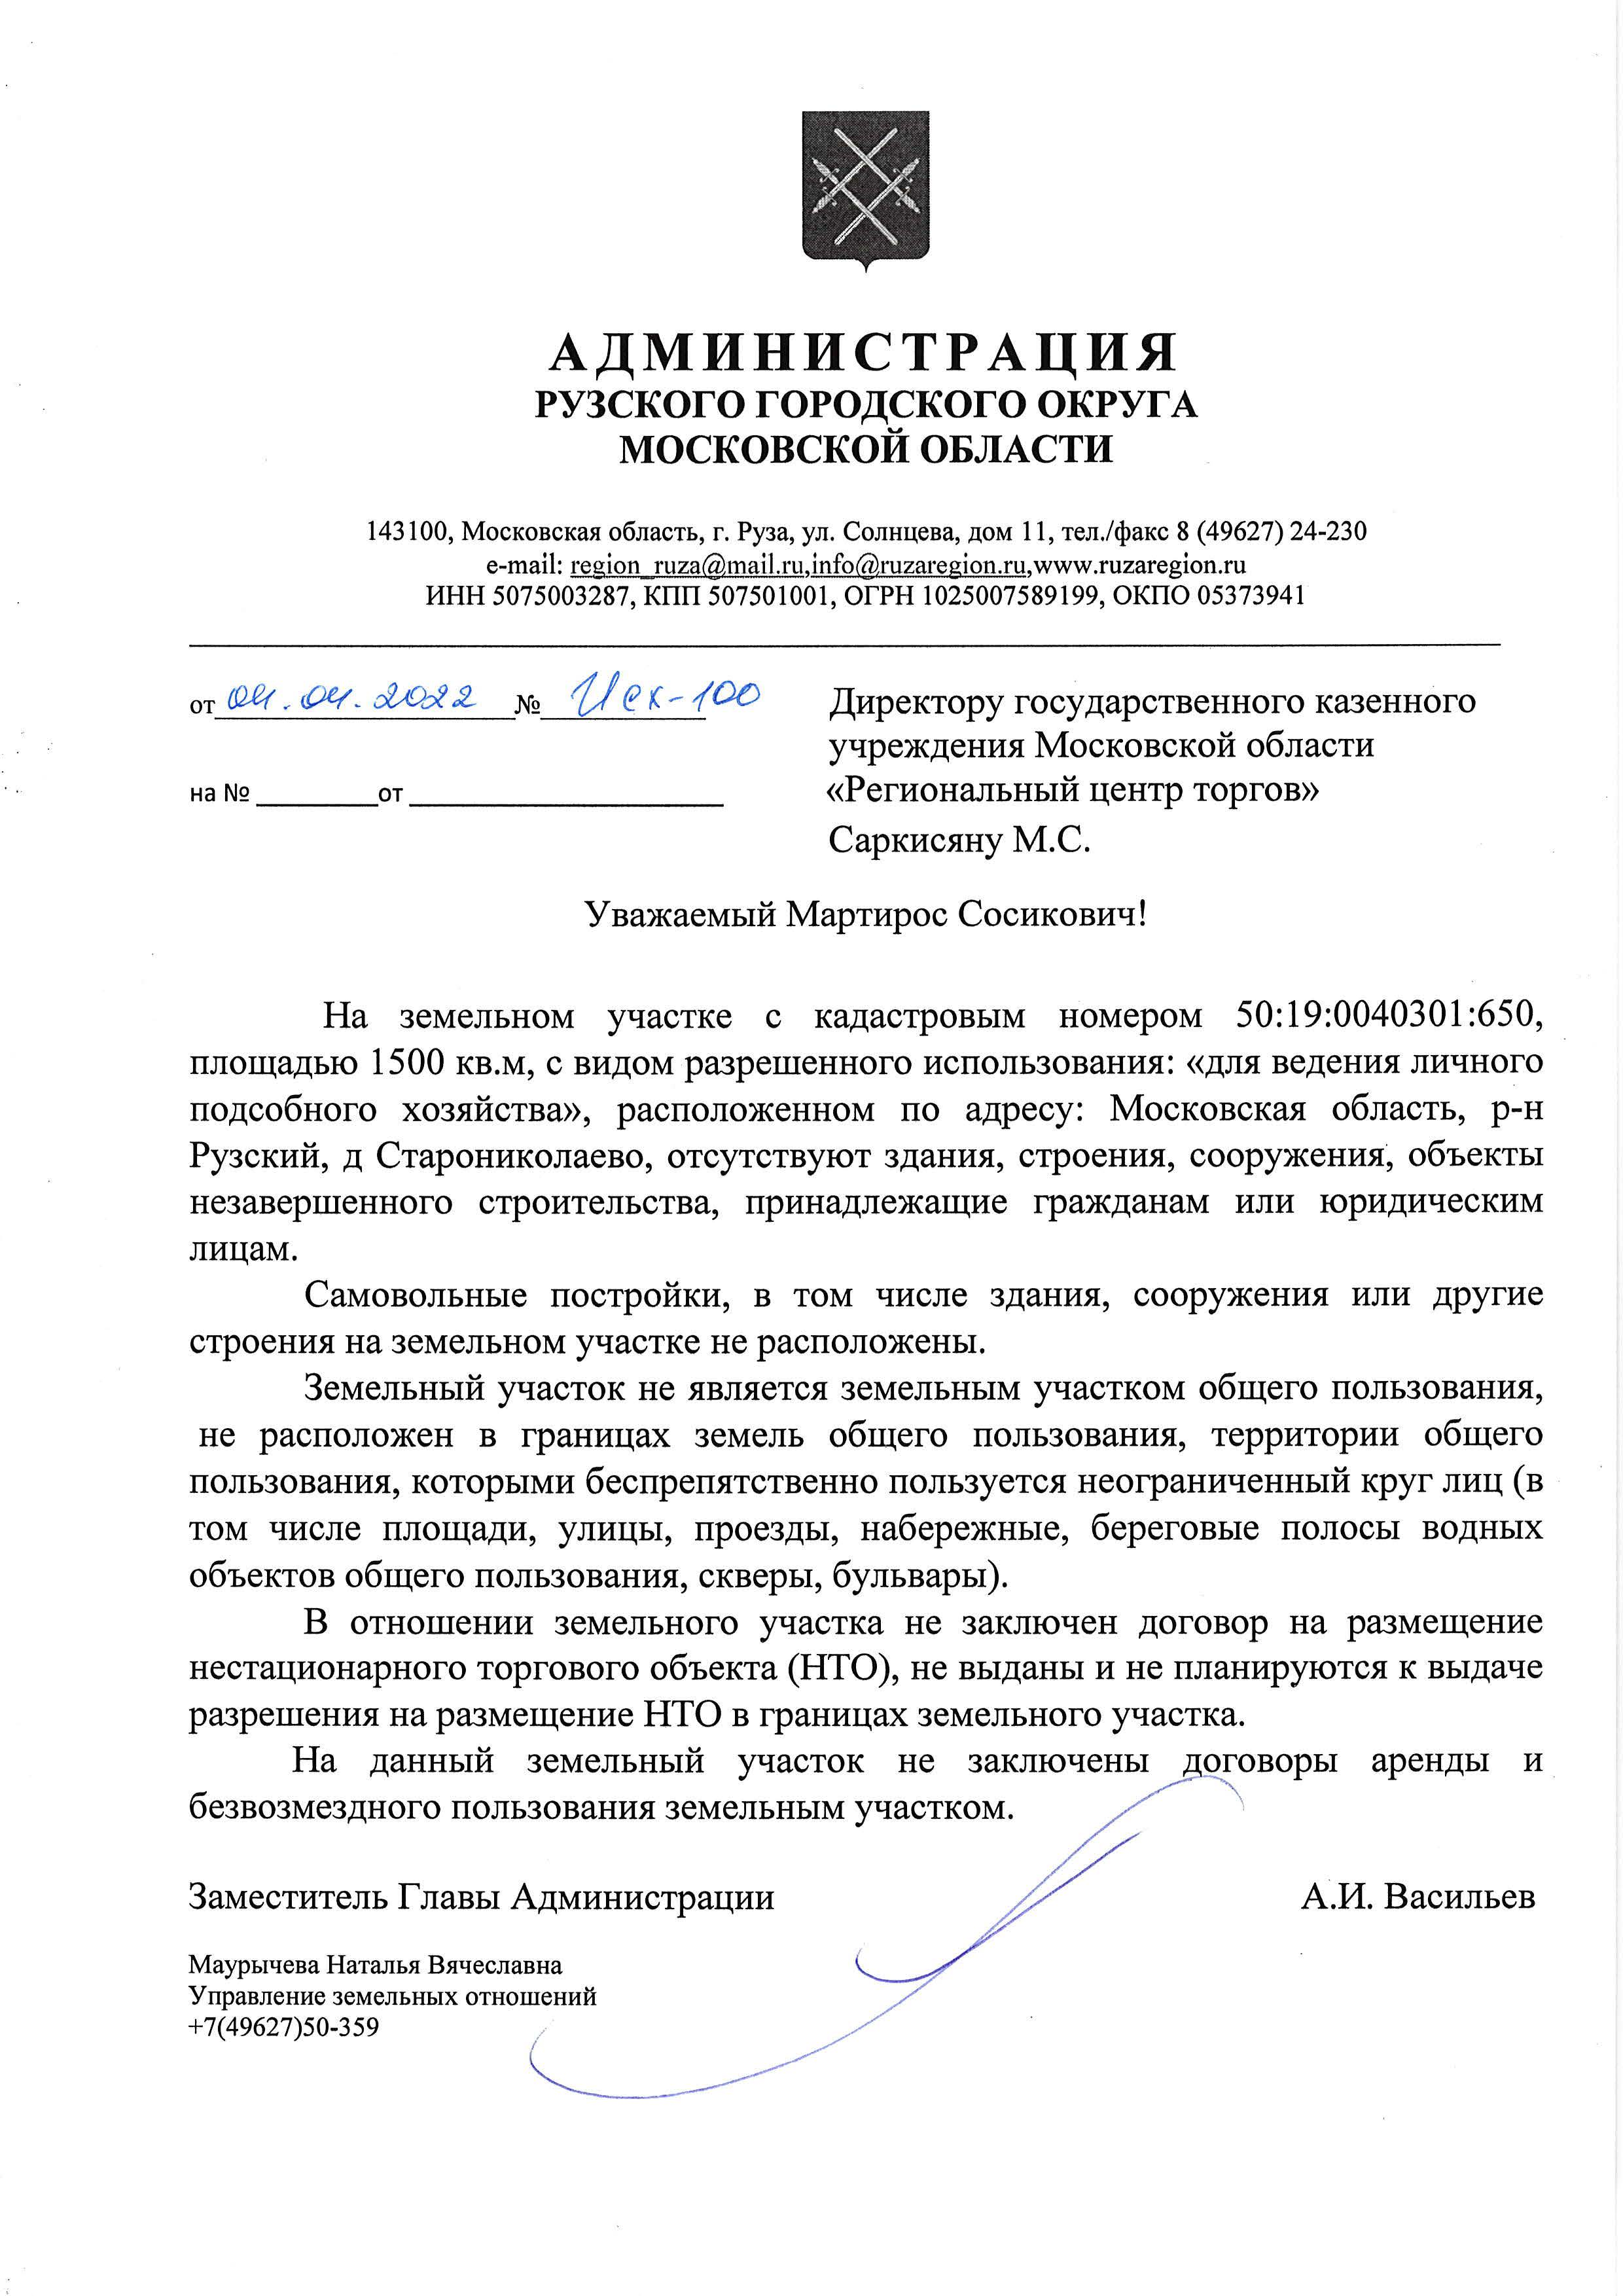 АДМИНИСТРАЦИЯ
РУЗСКОГО ГОРОДСКОГО ОКРУГА
МОСКОВСКОЙ ОБЛАСТИ
143100, Московская область, г. Руза, ул. Солнцева, дом 11, тел./факс 8 (49627) 24-230
e-mail: region_ruza@mail.ru,info@ruzaregion.ru,www.ruzaregion.ru
ИНН 5075003287, КПП 507501001, ОГРН 1025007589199, ОКПО 05373941
от 04.04.2022 № Исх-100
на № _________ от _______________________
Директору государственного казенного
учреждения Московской области
«Региональный центр торгов»
Саркисяну М.С.
Уважаемый Мартирос Сосикович!
На земельном участке с кадастровым номером 50:19:0040301:650,
площадью 1500 кв.м, с видом разрешенного использования: «для ведения личного
подсобного хозяйства», расположенном по адресу: Московская область, р-н
Рузский, д Старониколаево, отсутствуют здания, строения, сооружения, объекты
незавершенного строительства, принадлежащие гражданам или юридическим
лицам.
Самовольные постройки, в том числе здания, сооружения или другие
строения на земельном участке не расположены.
Земельный участок не является земельным участком общего пользования,
не расположен в границах земель общего пользования, территории общего
пользования, которыми беспрепятственно пользуется неограниченный круг лиц (в
том числе площади, улицы, проезды, набережные, береговые полосы водных
объектов общего пользования, скверы, бульвары).
В отношении земельного участка не заключен договор на размещение
нестационарного торгового объекта (НТО), не выданы и не планируются к выдаче
разрешения на размещение НТО в границах земельного участка.
На данный земельный участок не заключены договоры аренды и
безвозмездного пользования земельным участком.
Заместитель Главы Администрации А.И. Васильев
Маурычева Наталья Вячеславна
Управление земельных отношений
+7(49627)50-359